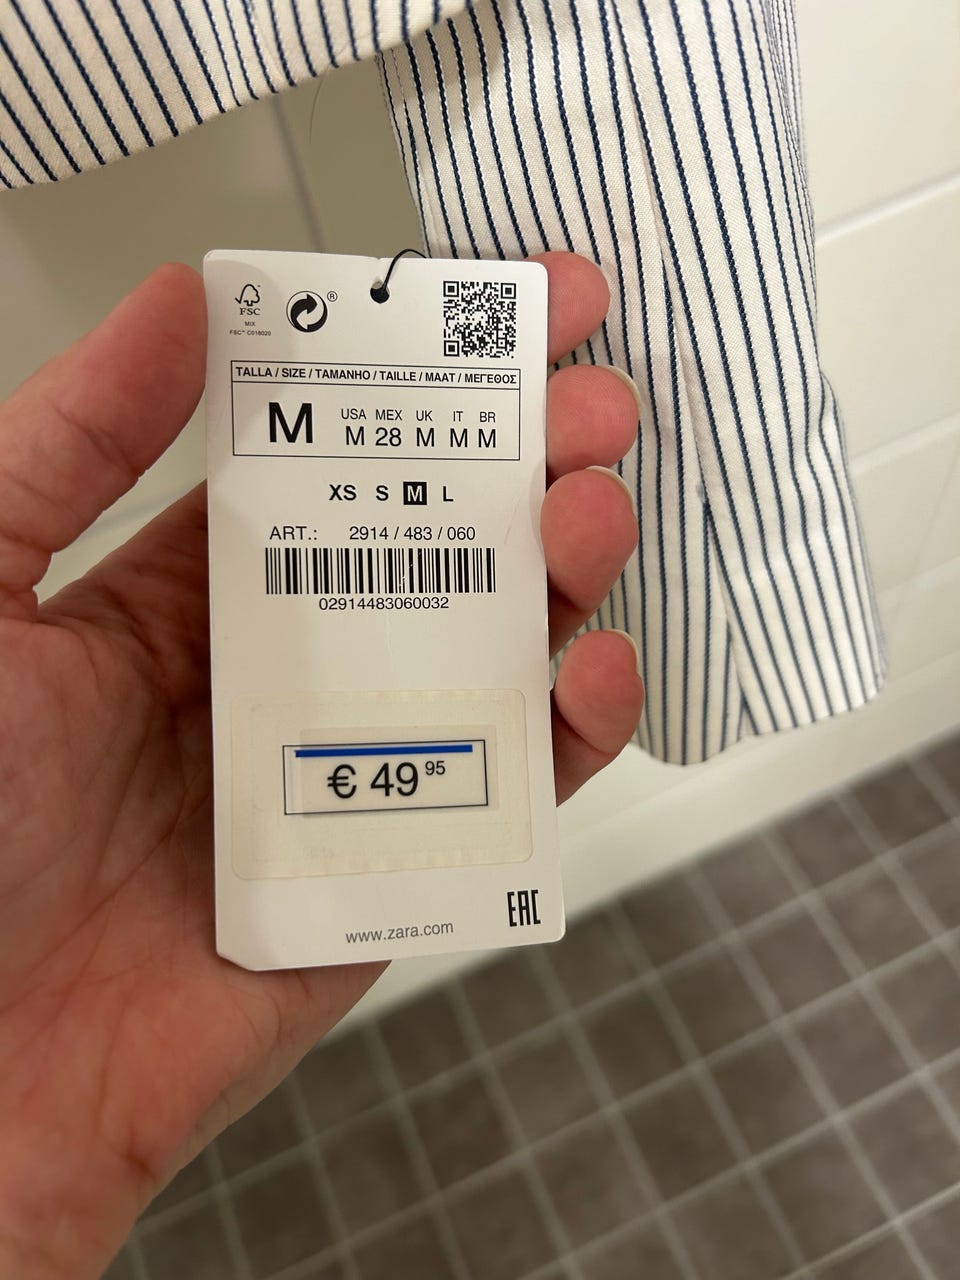 FSC
MIX
FSC™ C018020
®
TALLA / SIZE / TAMANHO / TAILLE / MAAT / ΜΕΓΕΘΟΣ
M
USA MEX UK IT BR
M 28 M M M
XS S M L
ART.: 2914 / 483 / 060
02914483060032
€ 49 95
EAC
www.zara.com